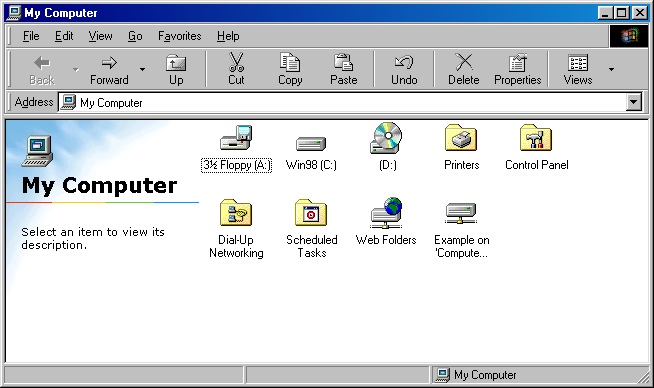 My Computer
File Edit View Go Favorites Help
Back Forward Up Cut Copy Paste Undo Delete Properties Views
Address My Computer
My Computer
Select an item to view its
description.
3½ Floppy (A:) Win98 (C:) (D:) Printers Control Panel
Dial-Up
Networking
Scheduled
Tasks
Web Folders
Example on
'Compute...
My Computer